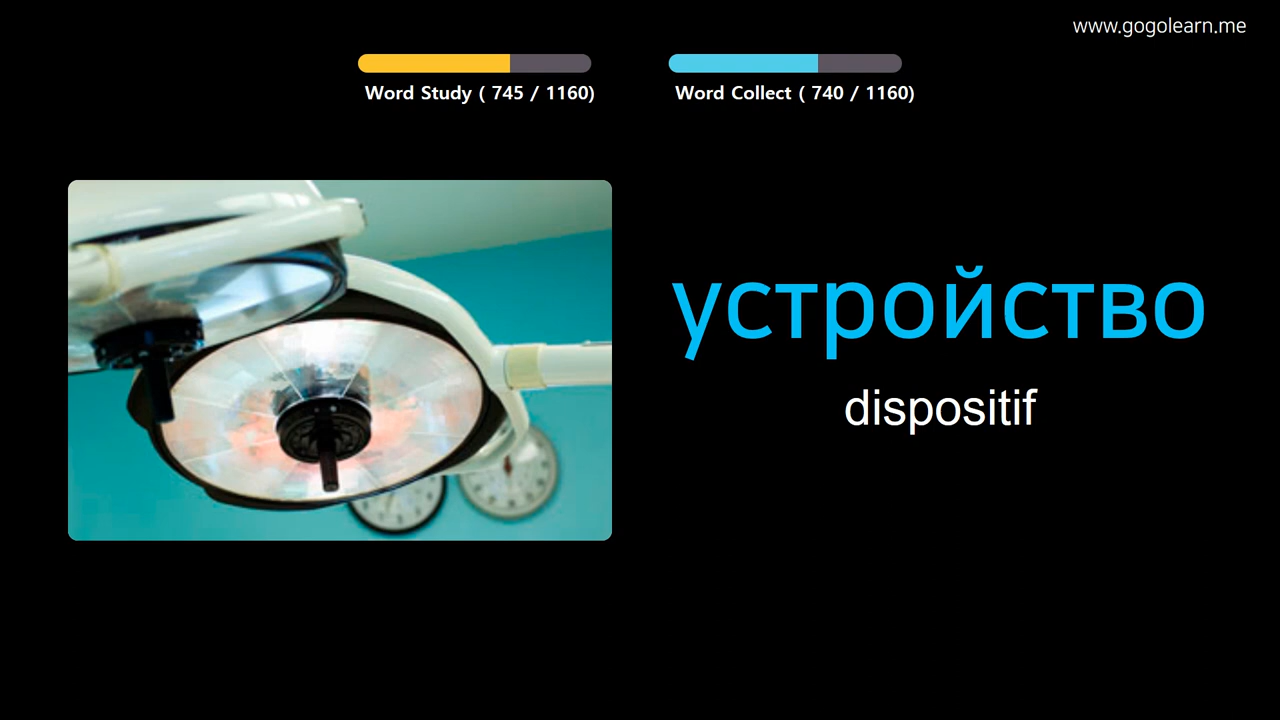 www.gogolearn.me
Word Study ( 745 / 1160)
Word Collect ( 740 / 1160)
устройство
dispositif